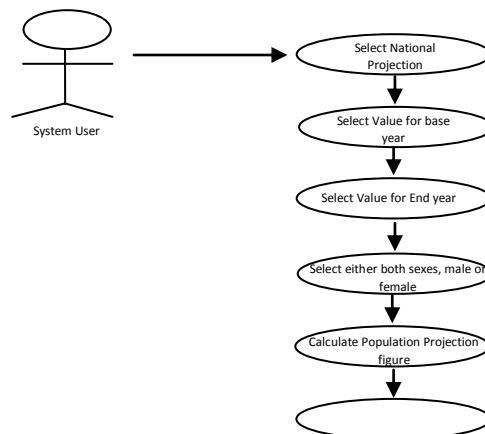 Select National
Projection
System User
Select Value for base
year
Select Value for End year
Select either both sexes, male or
female
Calculate Population Projection
figure